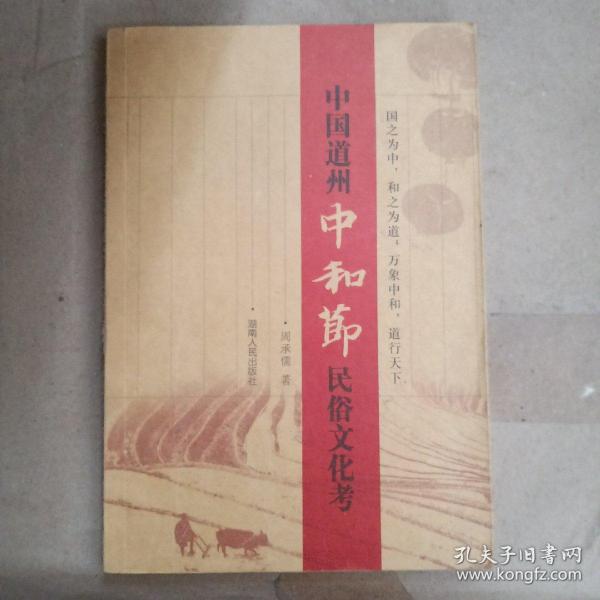 国之为中，和之为道，万象中和，道行天下
中国道州中和節民俗文化考
·周承儒 著
·湖南人民出版社
孔夫子旧书网
www.kongfz.com